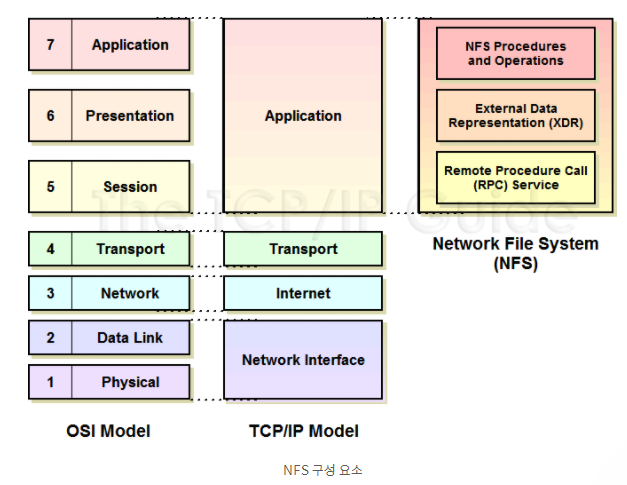 7 Application
Application
NFS Procedures
and Operations
6 Presentation
External Data
Representation (XDR)
5 Session
Remote Procedure Call
(RPC) Service
The TCP/IP Guide
Network File System
(NFS)
4 Transport
Transport
3 Network
Internet
2 Data Link
Network Interface
1 Physical
OSI Model
TCP/IP Model
NFS 구성 요소